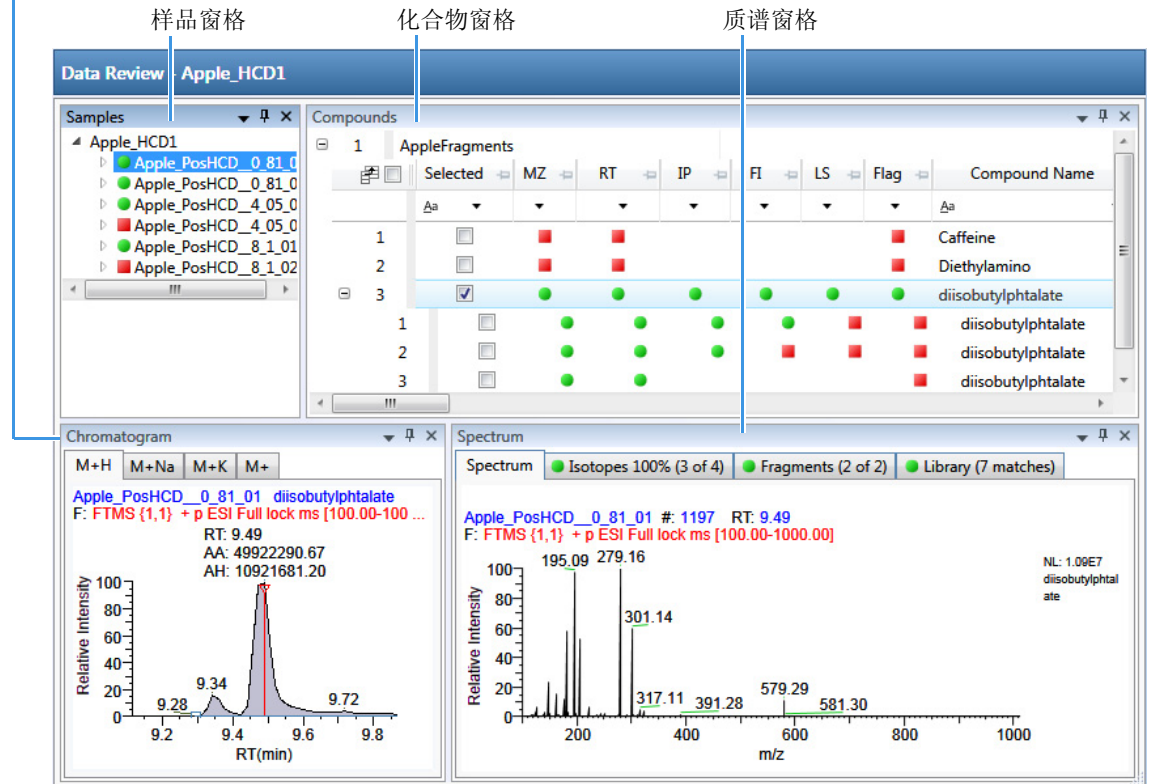 样品窗格 化合物窗格 质谱窗格
Data Review - Apple_HCD1
Samples
Apple_HCD1
Apple_PosHCD__0_81_0
Apple_PosHCD__0_81_0
Apple_PosHCD__4_05_0
Apple_PosHCD__4_05_0
Apple_PosHCD__8_1_01
Apple_PosHCD__8_1_02
Compounds
1 AppleFragments
Selected MZ RT IP FI LS Flag Compound Name
Aa Aa
1 Caffeine
2 Diethylamino
3 diisobutylphtalate
1 diisobutylphtalate
2 diisobutylphtalate
3 diisobutylphtalate
Chromatogram
M+H M+Na M+K M+
Apple_PosHCD__0_81_01 diisobutylphtalate
F: FTMS {1,1} + p ESI Full lock ms [100.00-100 ...
RT: 9.49
AA: 49922290.67
AH: 10921681.20
Relative Intensity
100
80
60
40
20
0
9.28
9.34
9.72
9.2 9.4 9.6 9.8
RT(min)
Spectrum
Spectrum Isotopes 100% (3 of 4) Fragments (2 of 2) Library (7 matches)
Apple_PosHCD__0_81_01 #: 1197 RT: 9.49
F: FTMS {1,1} + p ESI Full lock ms [100.00-1000.00]
NL: 1.09E7
diisobutylphtal
ate
Relative Intensity
100
80
60
40
20
0
195.09 279.16
301.14
317.11
391.28
579.29
581.30
200 400 600 800 1000
m/z